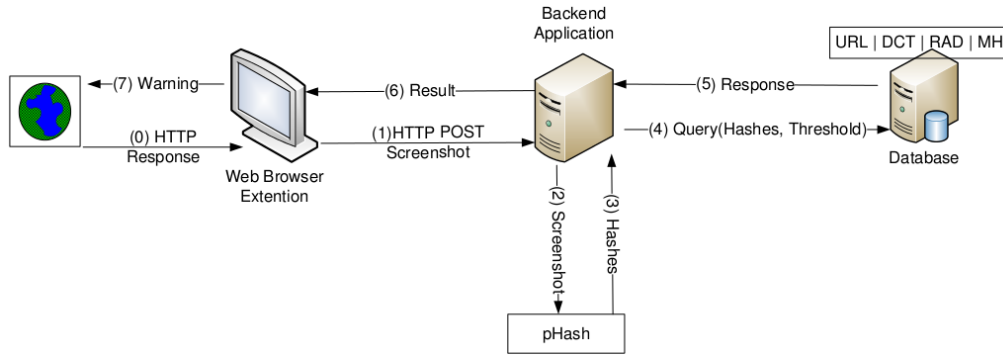 Backend
Application
URL | DCT | RAD | MH
(7) Warning
(6) Result
(5) Response
(0) HTTP
Response
(1)HTTP POST
Screenshot
(4) Query(Hashes, Threshold)
Web Browser
Extention
Database
(2) Screenshot
(3) Hashes
pHash